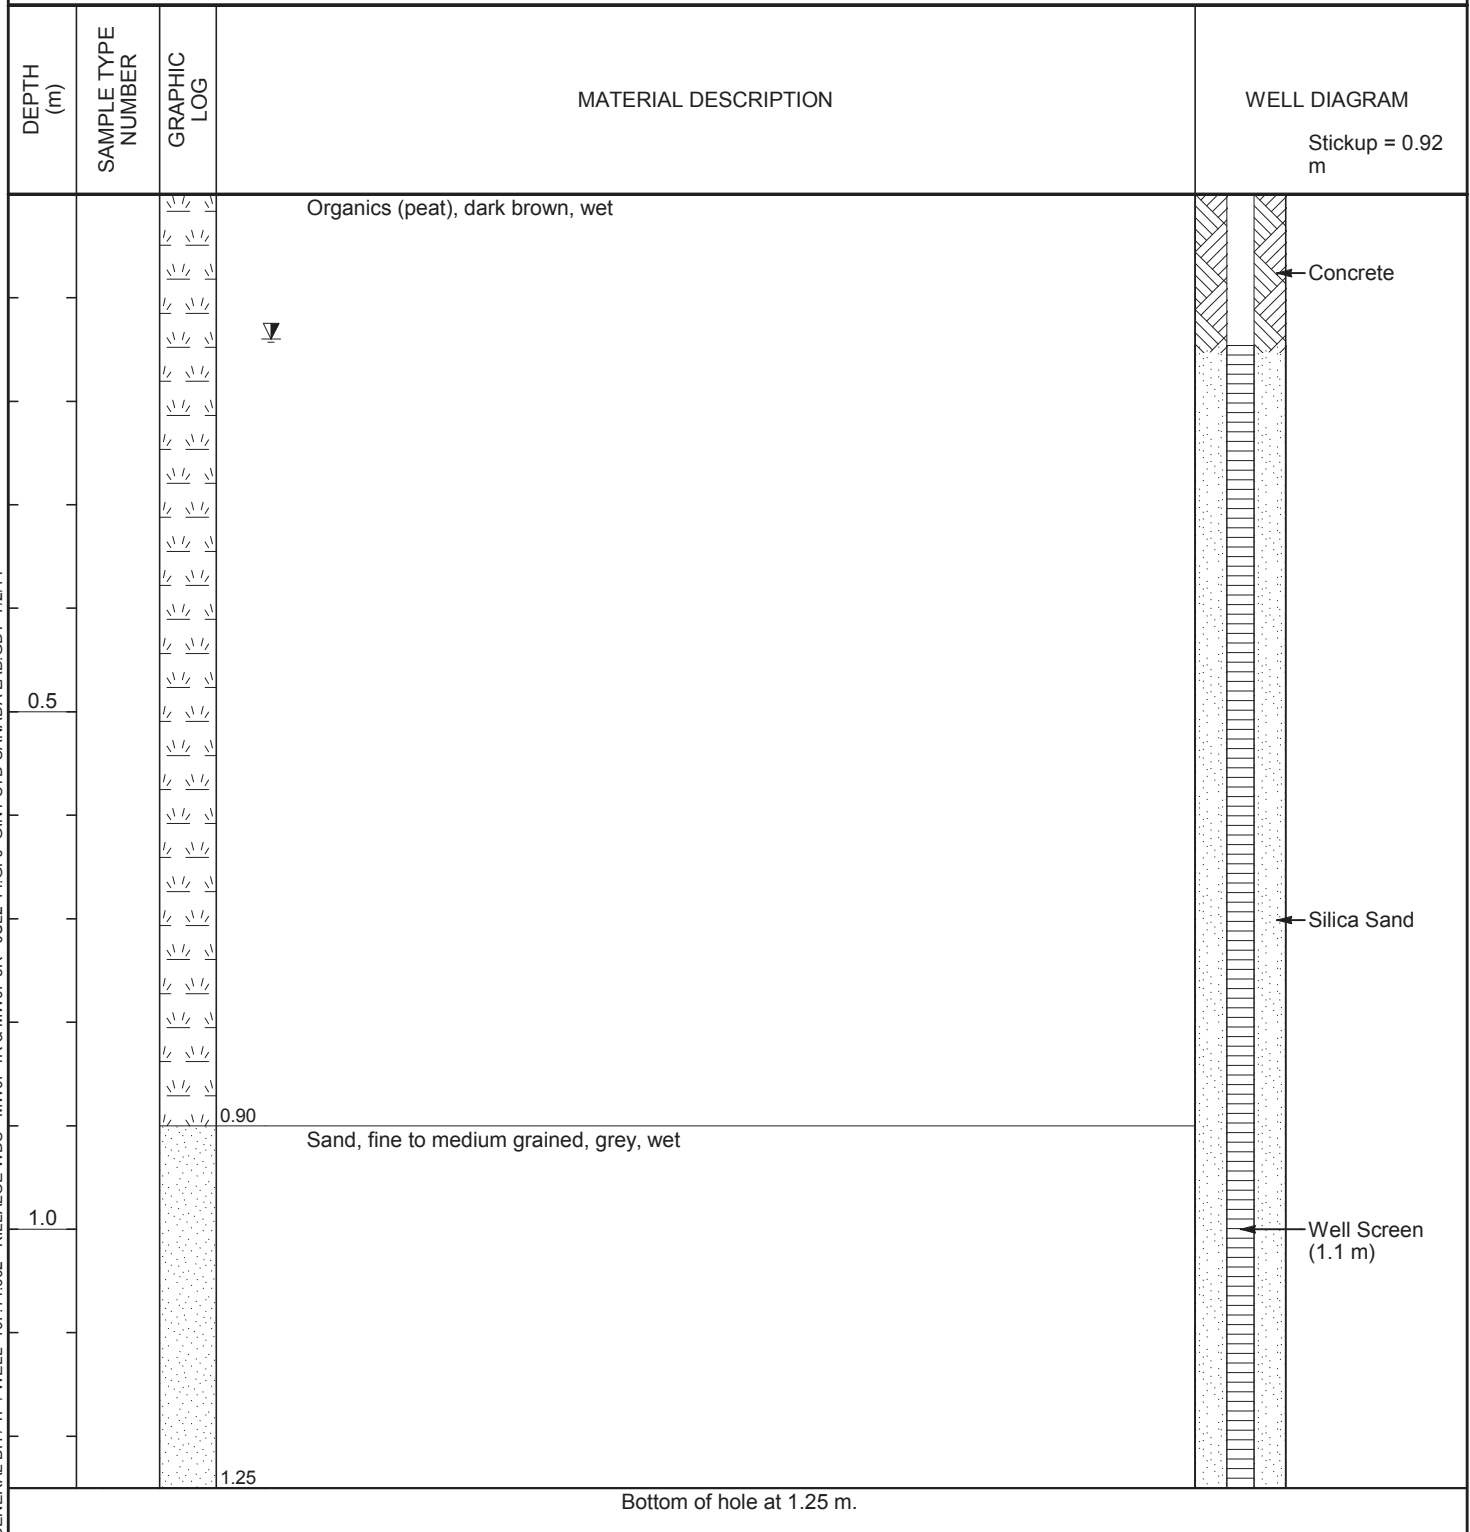 DEPTH
(m)
SAMPLE TYPE
NUMBER
GRAPHIC
LOG
MATERIAL DESCRIPTION
WELL DIAGRAM
Stickup = 0.92
m
Organics (peat), dark brown, wet
Concrete
0.5
Silica Sand
0.90
Sand, fine to medium grained, grey, wet
1.0
Well Screen
(1.1 m)
1.25
Bottom of hole at 1.25 m.